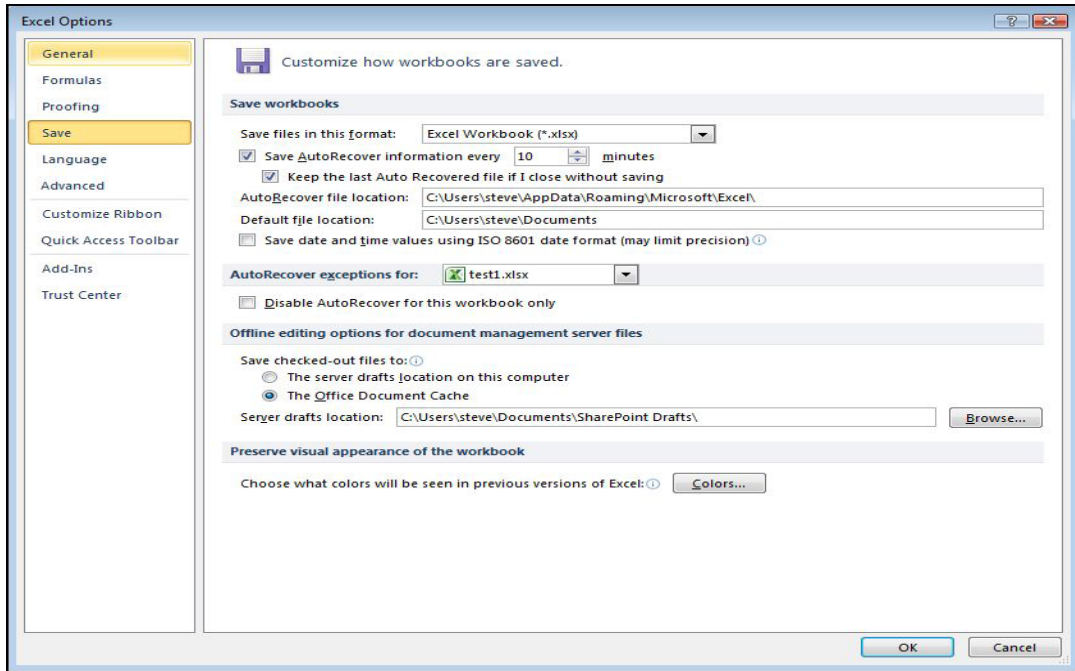 Excel Options
General
Formulas
Proofing
Save
Language
Advanced
Customize Ribbon
Quick Access Toolbar
Add-Ins
Trust Center
Customize how workbooks are saved.
Save workbooks
Save files in this format: Excel Workbook (*.xlsx)
Save AutoRecover information every 10 minutes
Keep the last Auto Recovered file if I close without saving
AutoRecover file location: C:\Users\steve\AppData\Roaming\Microsoft\Excel\
Default file location: C:\Users\steve\Documents
Save date and time values using ISO 8601 date format (may limit precision)
AutoRecover exceptions for: test1.xlsx
Disable AutoRecover for this workbook only
Offline editing options for document management server files
Save checked-out files to:
The server drafts location on this computer
The Office Document Cache
Server drafts location: C:\Users\steve\Documents\SharePoint Drafts\ Browse...
Preserve visual appearance of the workbook
Choose what colors will be seen in previous versions of Excel: Colors...
OK Cancel